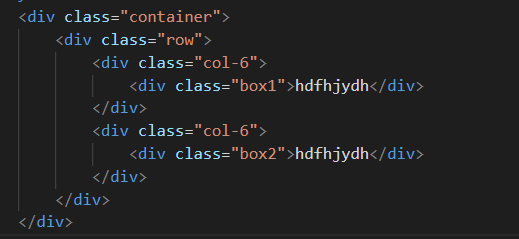 <div class="container">
<div class="row">
<div class="col-6">
<div class="box1">hdfhjydh</div>
</div>
<div class="col-6">
<div class="box2">hdfhjydh</div>
</div>
</div>
</div>